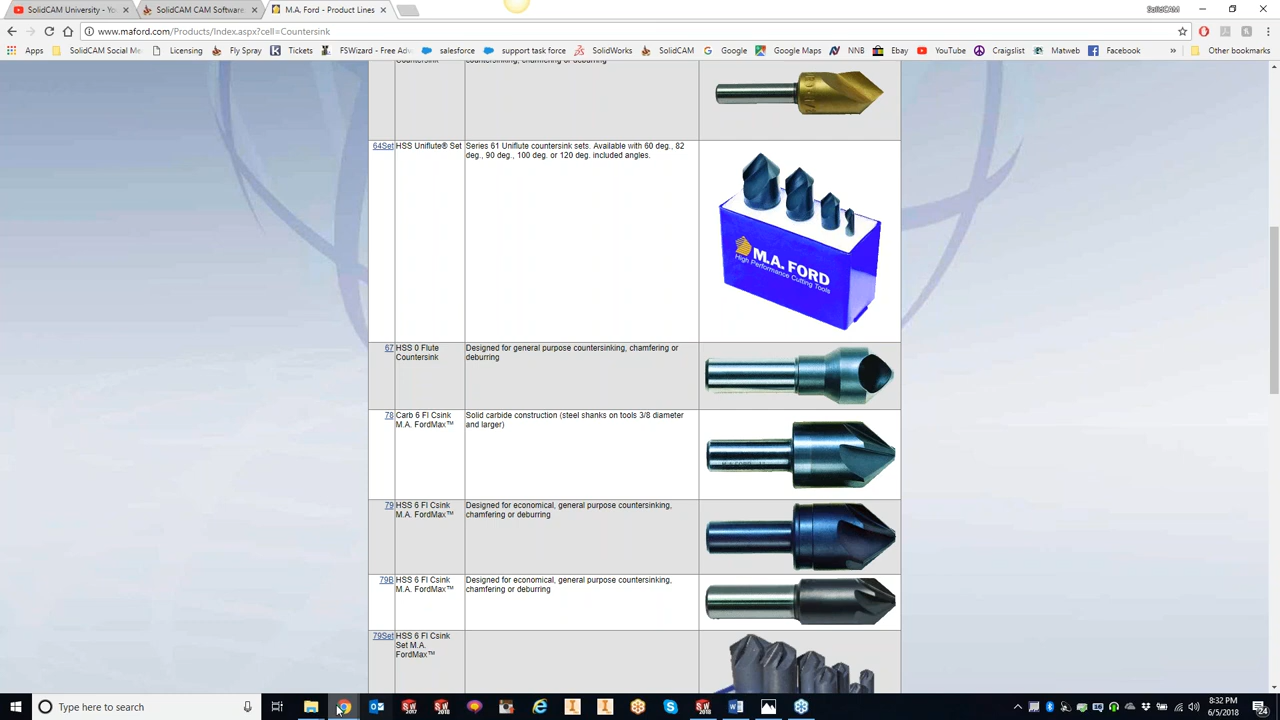 SolidCAM University - Yo
SolidCAM CAM Software
M.A. Ford - Product Lines
SolidCAM
www.maford.com/Products/Index.aspx?cell=Countersink
Apps
SolidCAM Social Me
Licensing
Fly Spray
Tickets
FSWizard - Free Adv
salesforce
support task force
SolidWorks
SolidCAM
Google
Google Maps
NNB
Ebay
YouTube
Craigslist
Matweb
Facebook
»
Other bookmarks
Countersink
countersinking, chamfering or deburring
64Set
HSS Uniflute® Set
Series 61 Uniflute countersink sets. Available with 60 deg., 82
deg., 90 deg., 100 deg. or 120 deg. included angles.
M.A. FORD
High Performance Cutting Tools
67
HSS 0 Flute
Countersink
Designed for general purpose countersinking, chamfering or
deburring
78
Carb 6 Fl Csink
M.A. FordMax™
Solid carbide construction (steel shanks on tools 3/8 diameter
and larger)
79
HSS 6 Fl Csink
M.A. FordMax™
Designed for economical, general purpose countersinking,
chamfering or deburring
79B
HSS 6 Fl Csink
M.A. FordMax™
Designed for economical, general purpose countersinking,
chamfering or deburring
79Set
HSS 6 Fl Csink
Set M.A.
FordMax™
Type here to search
2017
2018
2018
8:32 PM
6/5/2018
24